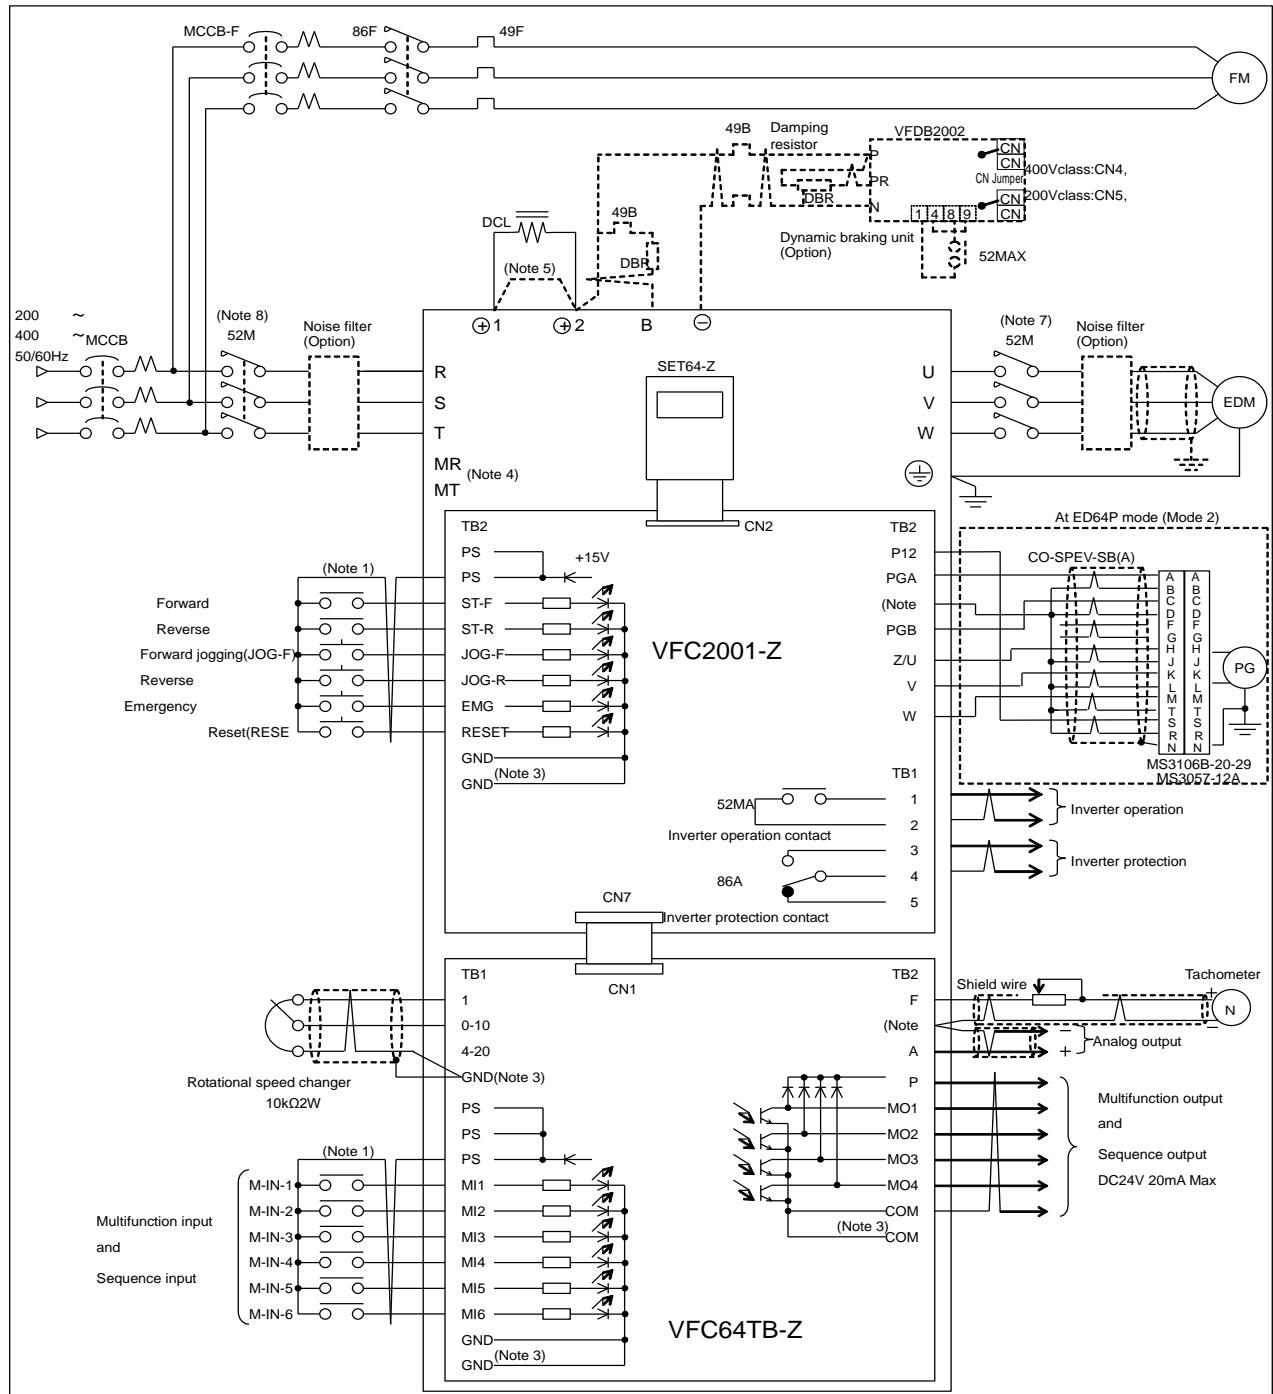 MCCB-F
86F
49F
FM
49B
Damping
resistor
VFDB2002
P
PR
N
DBR
CN
CN
CN Jumper
400Vclass:CN4,
CN
CN
200Vclass:CN5,
1 4 8 9
Dynamic braking unit
(Option)
52MAX
DCL
(Note 5)
49B
DBR
200 ~
400 ~
50/60Hz
MCCB
(Note 8)
52M
Noise filter
(Option)
⊕1
⊕2
B
⊖
(Note 7)
52M
Noise filter
(Option)
SET64-Z
R
S
T
MR
MT
(Note 4)
U
V
W
EDM
CN2
TB2
PS
PS
+15V
ST-F
ST-R
JOG-F
JOG-R
EMG
RESET
GND
GND
(Note 3)
(Note 1)
Forward
Reverse
Forward jogging(JOG-F)
Reverse
Emergency
Reset(RESE
VFC2001-Z
TB2
P12
PGA
(Note
PGB
Z/U
V
W
At ED64P mode (Mode 2)
CO-SPEV-SB(A)
A A
B B
C C
D D
F F
G G
H H
J J
K K
L L
M M
T T
S S
R R
N N
PG
MS3106B-20-29
MS3057-12A
TB1
1
2
3
4
5
52MA
Inverter operation contact
86A
Inverter protection contact
Inverter operation
Inverter protection
CN7
CN1
TB1
1
0-10
4-20
GND(Note 3)
Rotational speed changer
10kΩ2W
PS
PS
PS
(Note 1)
MI1
MI2
MI3
MI4
MI5
MI6
GND
GND
(Note 3)
M-IN-1
M-IN-2
M-IN-3
M-IN-4
M-IN-5
M-IN-6
Multifunction input
and
Sequence input
VFC64TB-Z
TB2
F
(Note
A
P
MO1
MO2
MO3
MO4
COM
(Note 3)
COM
Shield wire
Tachometer
+
N
−
−
+
Analog output
Multifunction output
and
Sequence output
DC24V 20mA Max